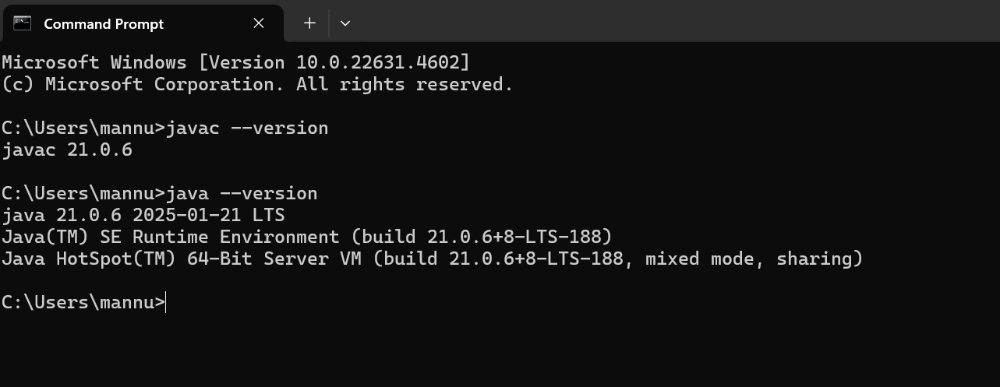 Command Prompt
Microsoft Windows [Version 10.0.22631.4602]
(c) Microsoft Corporation. All rights reserved.
C:\Users\mannu>javac --version
javac 21.0.6
C:\Users\mannu>java --version
java 21.0.6 2025-01-21 LTS
Java(TM) SE Runtime Environment (build 21.0.6+8-LTS-188)
Java HotSpot(TM) 64-Bit Server VM (build 21.0.6+8-LTS-188, mixed mode, sharing)
C:\Users\mannu>